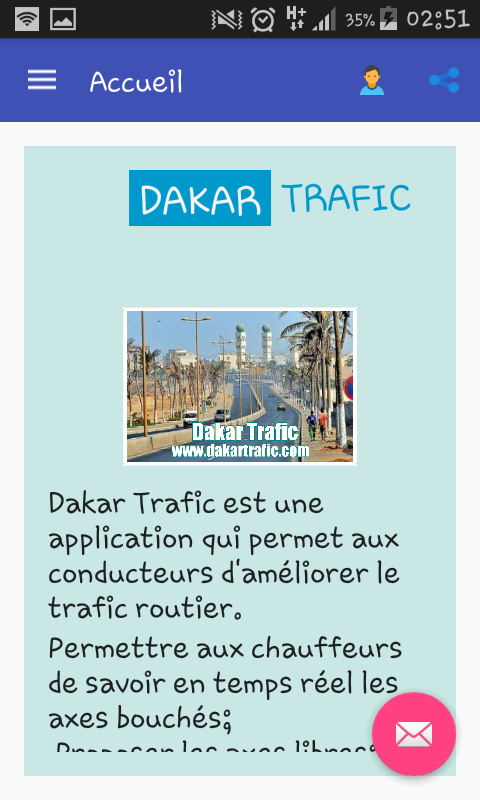 H+ 35% 02:51
Accueil
DAKAR TRAFIC
Dakar Trafic
www.dakartrafic.com
Dakar Trafic est une
application qui permet aux
conducteurs d'améliorer le
trafic routier.
Permettre aux chauffeurs
de savoir en temps réel les
axes bouchés;
Proposer les axes libres;